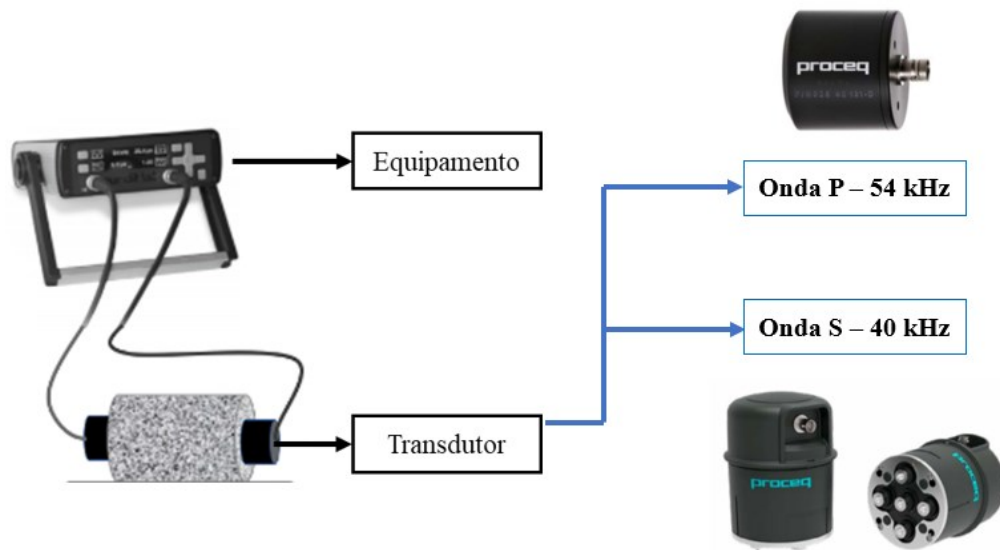 proceq
Equipamento
Onda P – 54 kHz
Onda S – 40 kHz
Transdutor
proceq